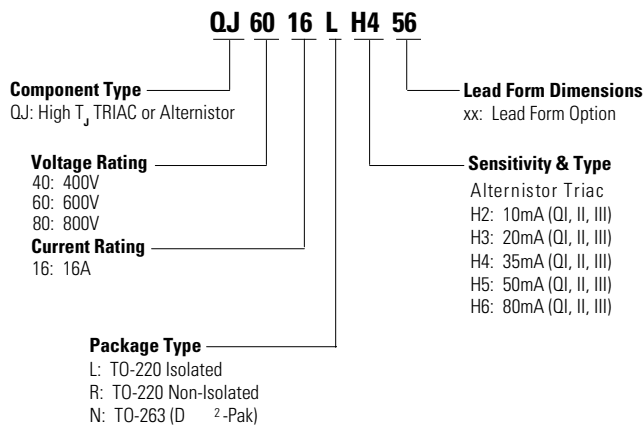 QJ 60 16 L H4 56
Component Type
QJ: High TJ TRIAC or Alternistor
Voltage Rating
40: 400V
60: 600V
80: 800V
Current Rating
16: 16A
Package Type
L: TO-220 Isolated
R: TO-220 Non-Isolated
N: TO-263 (D 2 -Pak)
Lead Form Dimensions
xx: Lead Form Option
Sensitivity & Type
Alternistor Triac
H2: 10mA (QI, II, III)
H3: 20mA (QI, II, III)
H4: 35mA (QI, II, III)
H5: 50mA (QI, II, III)
H6: 80mA (QI, II, III)